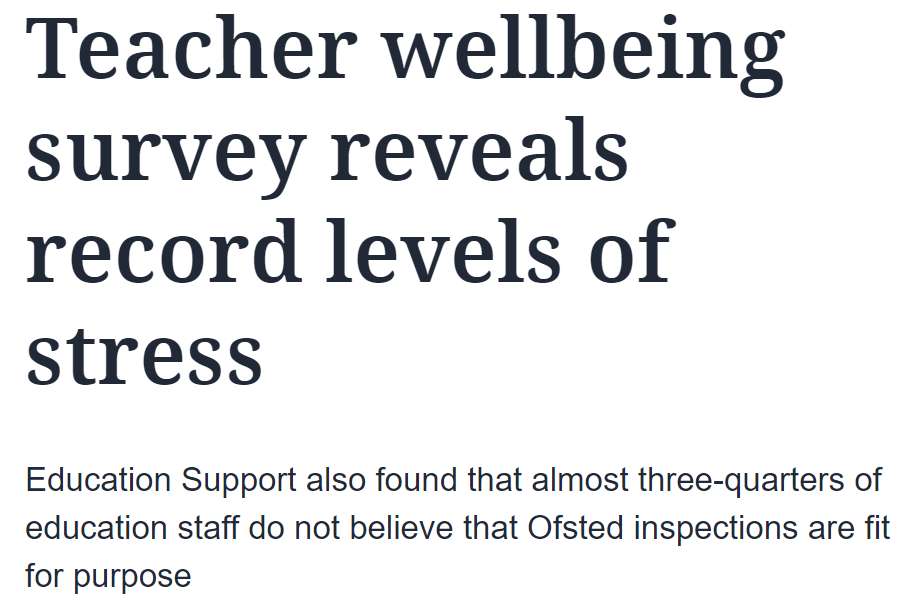 Teacher wellbeing
survey reveals
record levels of
stress
Education Support also found that almost three-quarters of
education staff do not believe that Ofsted inspections are fit
for purpose